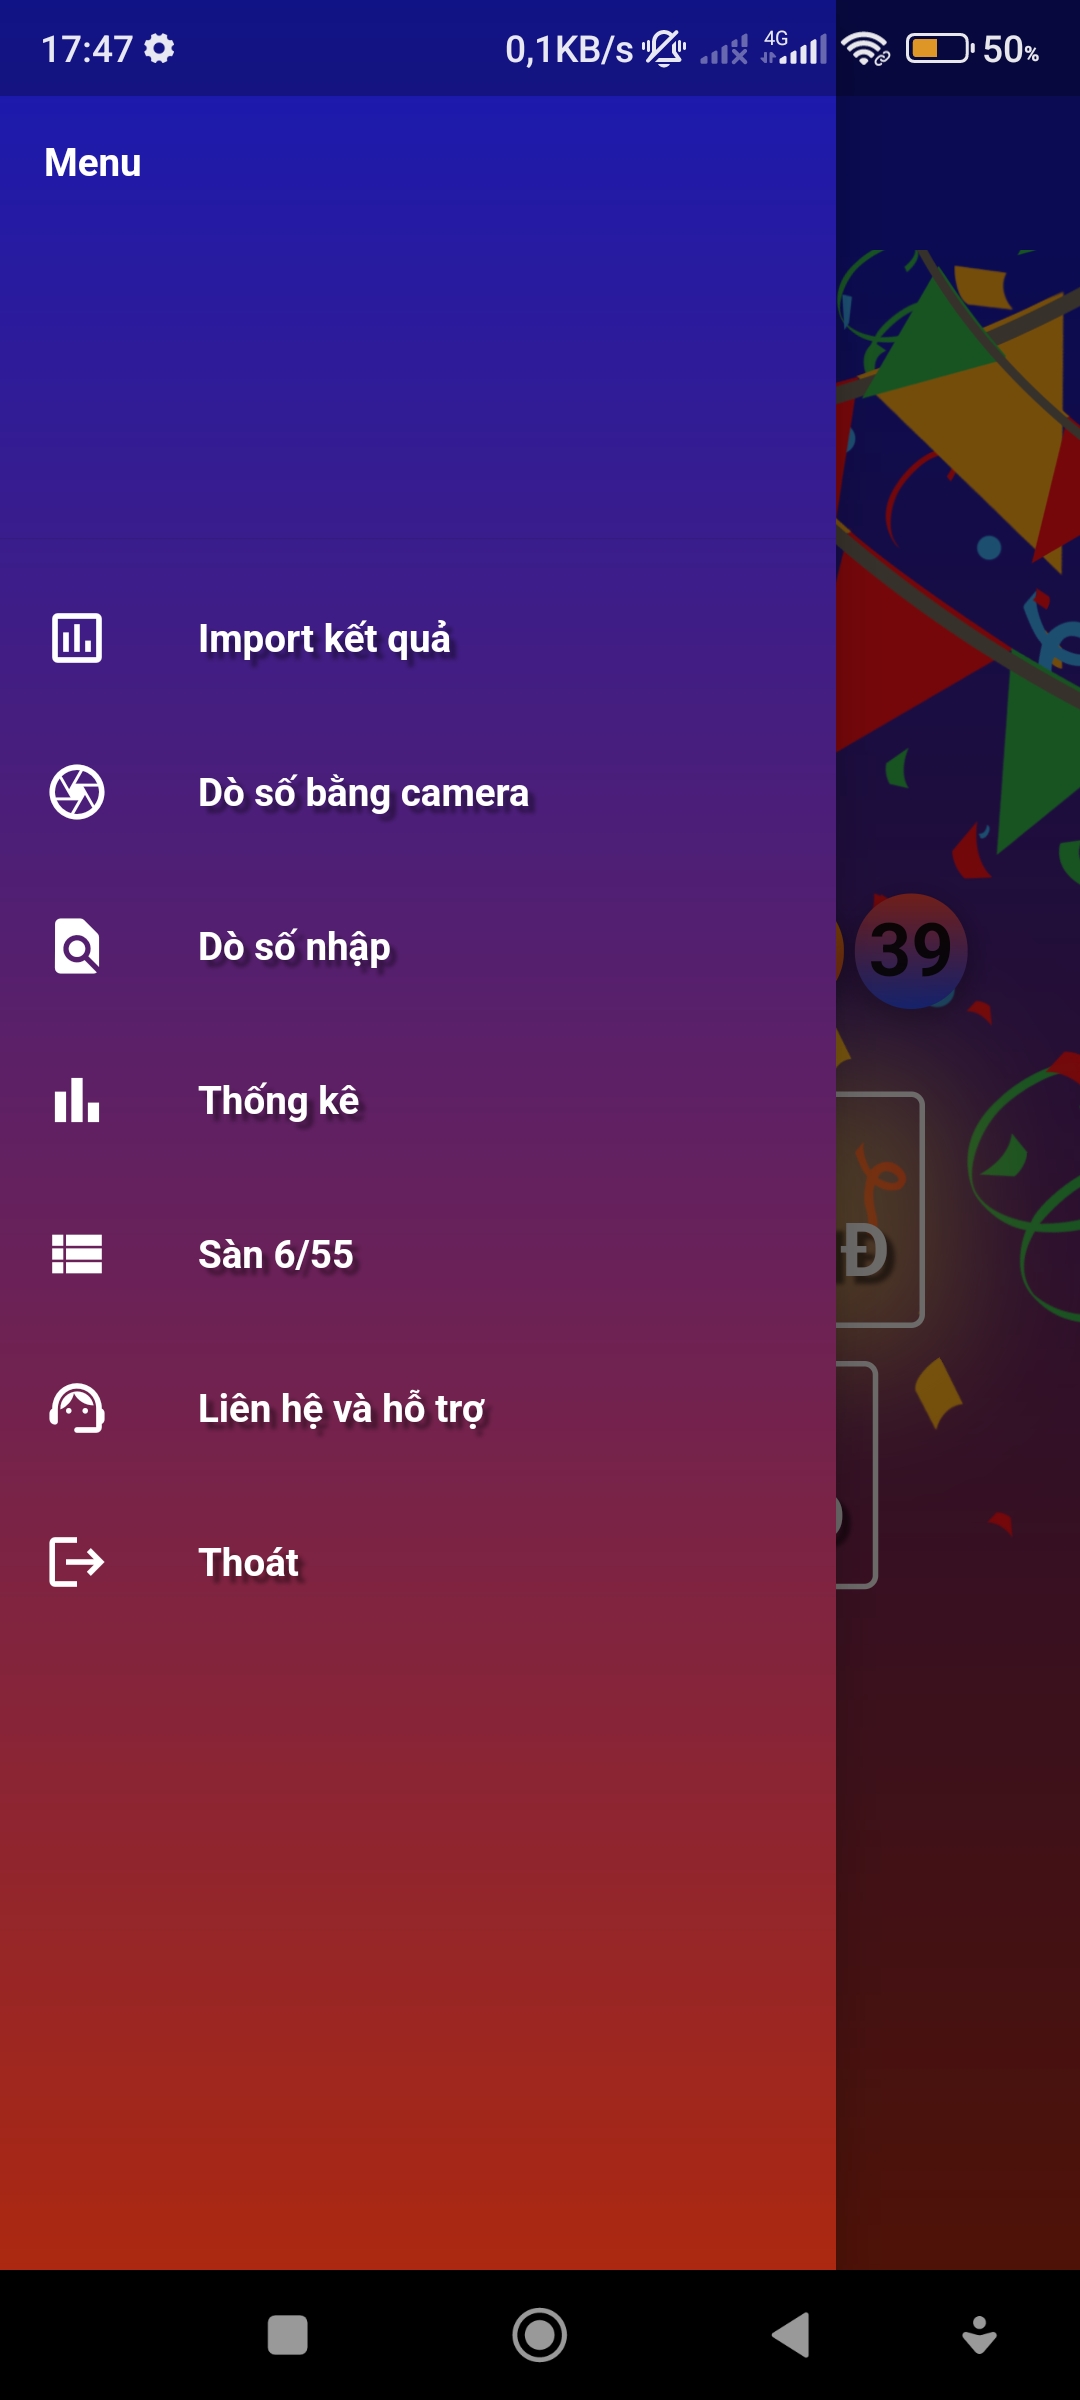 17:47 0,1KB/s 4G 50%
Menu
Import kết quả
Dò số bằng camera
Dò số nhập
39
Thống kê
Sàn 6/55
Đ
Liên hệ và hỗ trợ
Thoát